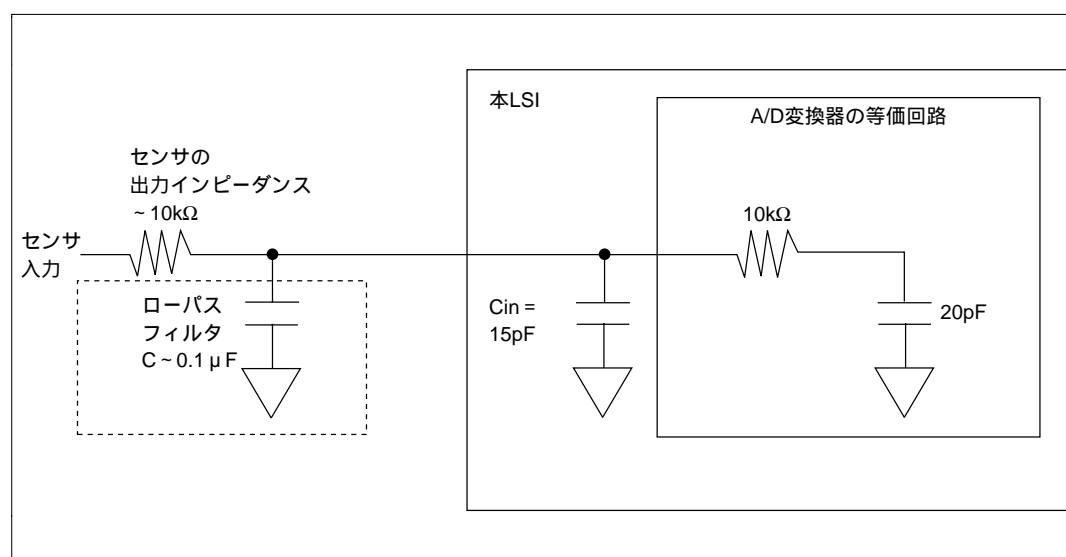 本LSI
A/D変換器の等価回路
センサの
出力インピーダンス
~ 10kΩ
10kΩ
センサ
入力
ローパス
フィルタ
C ~ 0.1 μ F
Cin =
15pF
20pF